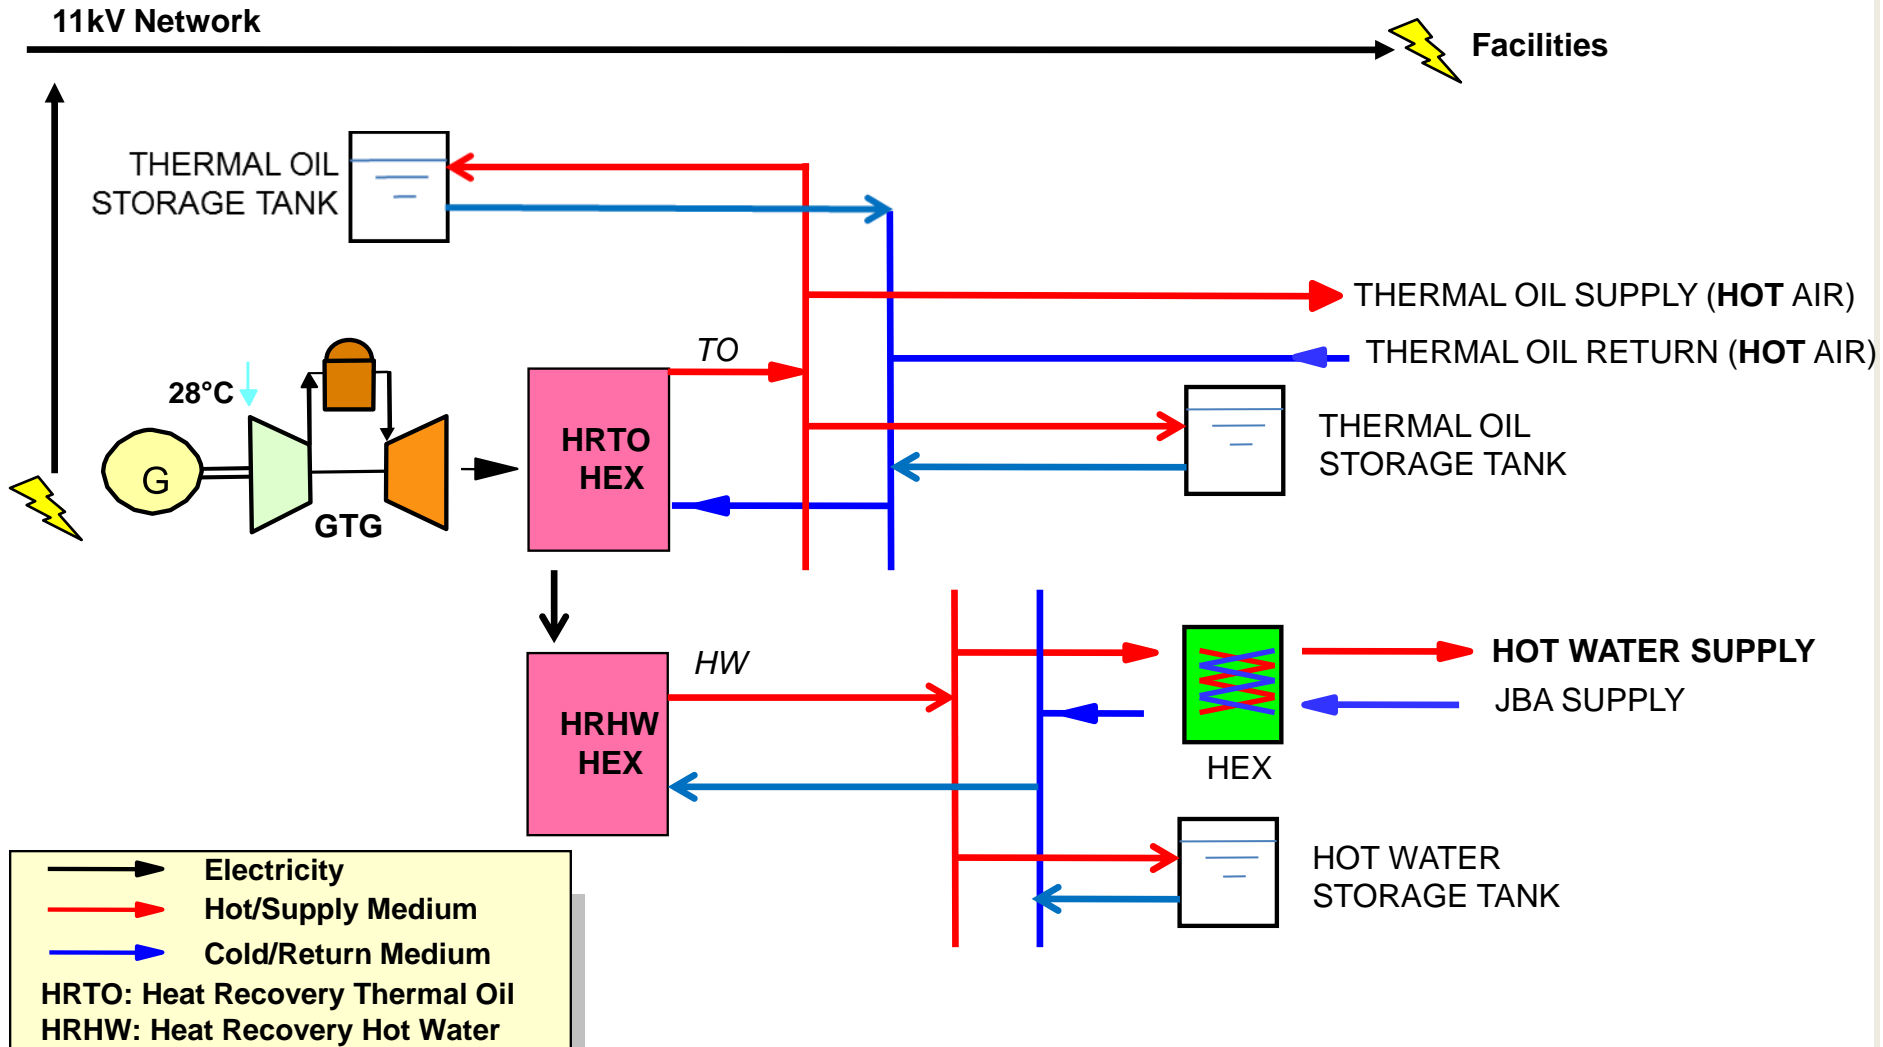 11kV Network
Facilities
THERMAL OIL
STORAGE TANK
THERMAL OIL SUPPLY (HOT AIR)
THERMAL OIL RETURN (HOT AIR)
TO
28°C
HRTO
HEX
THERMAL OIL
STORAGE TANK
G
GTG
HW
HOT WATER SUPPLY
JBA SUPPLY
HRHW
HEX
HEX
HOT WATER
STORAGE TANK
Electricity
Hot/Supply Medium
Cold/Return Medium
HRTO: Heat Recovery Thermal Oil
HRHW: Heat Recovery Hot Water